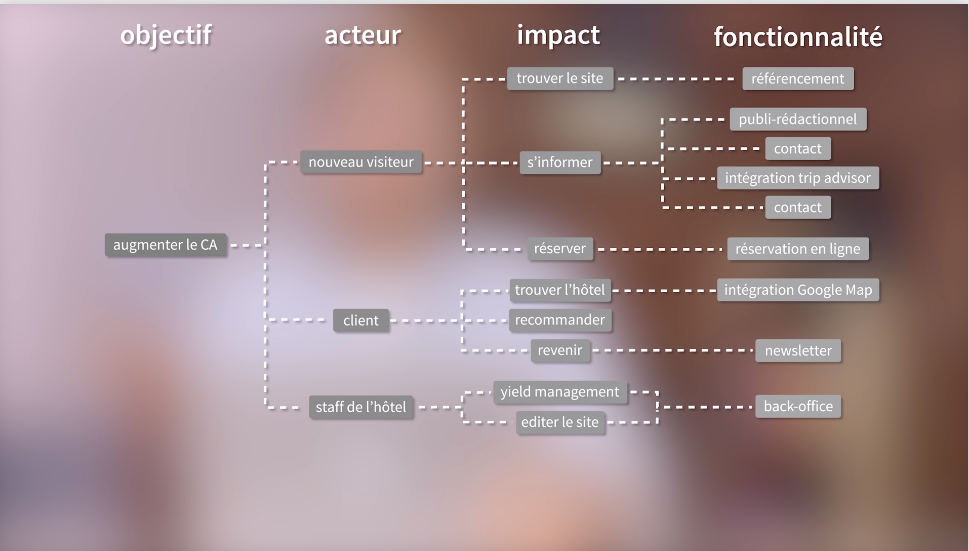 objectif acteur impact fonctionnalité
trouver le site référencement
publi-rédactionnel
contact
nouveau visiteur s’informer
intégration trip advisor
contact
augmenter le CA
réserver réservation en ligne
trouver l’hôtel intégration Google Map
client recommander
revenir newsletter
yield management
staff de l’hôtel back-office
editer le site